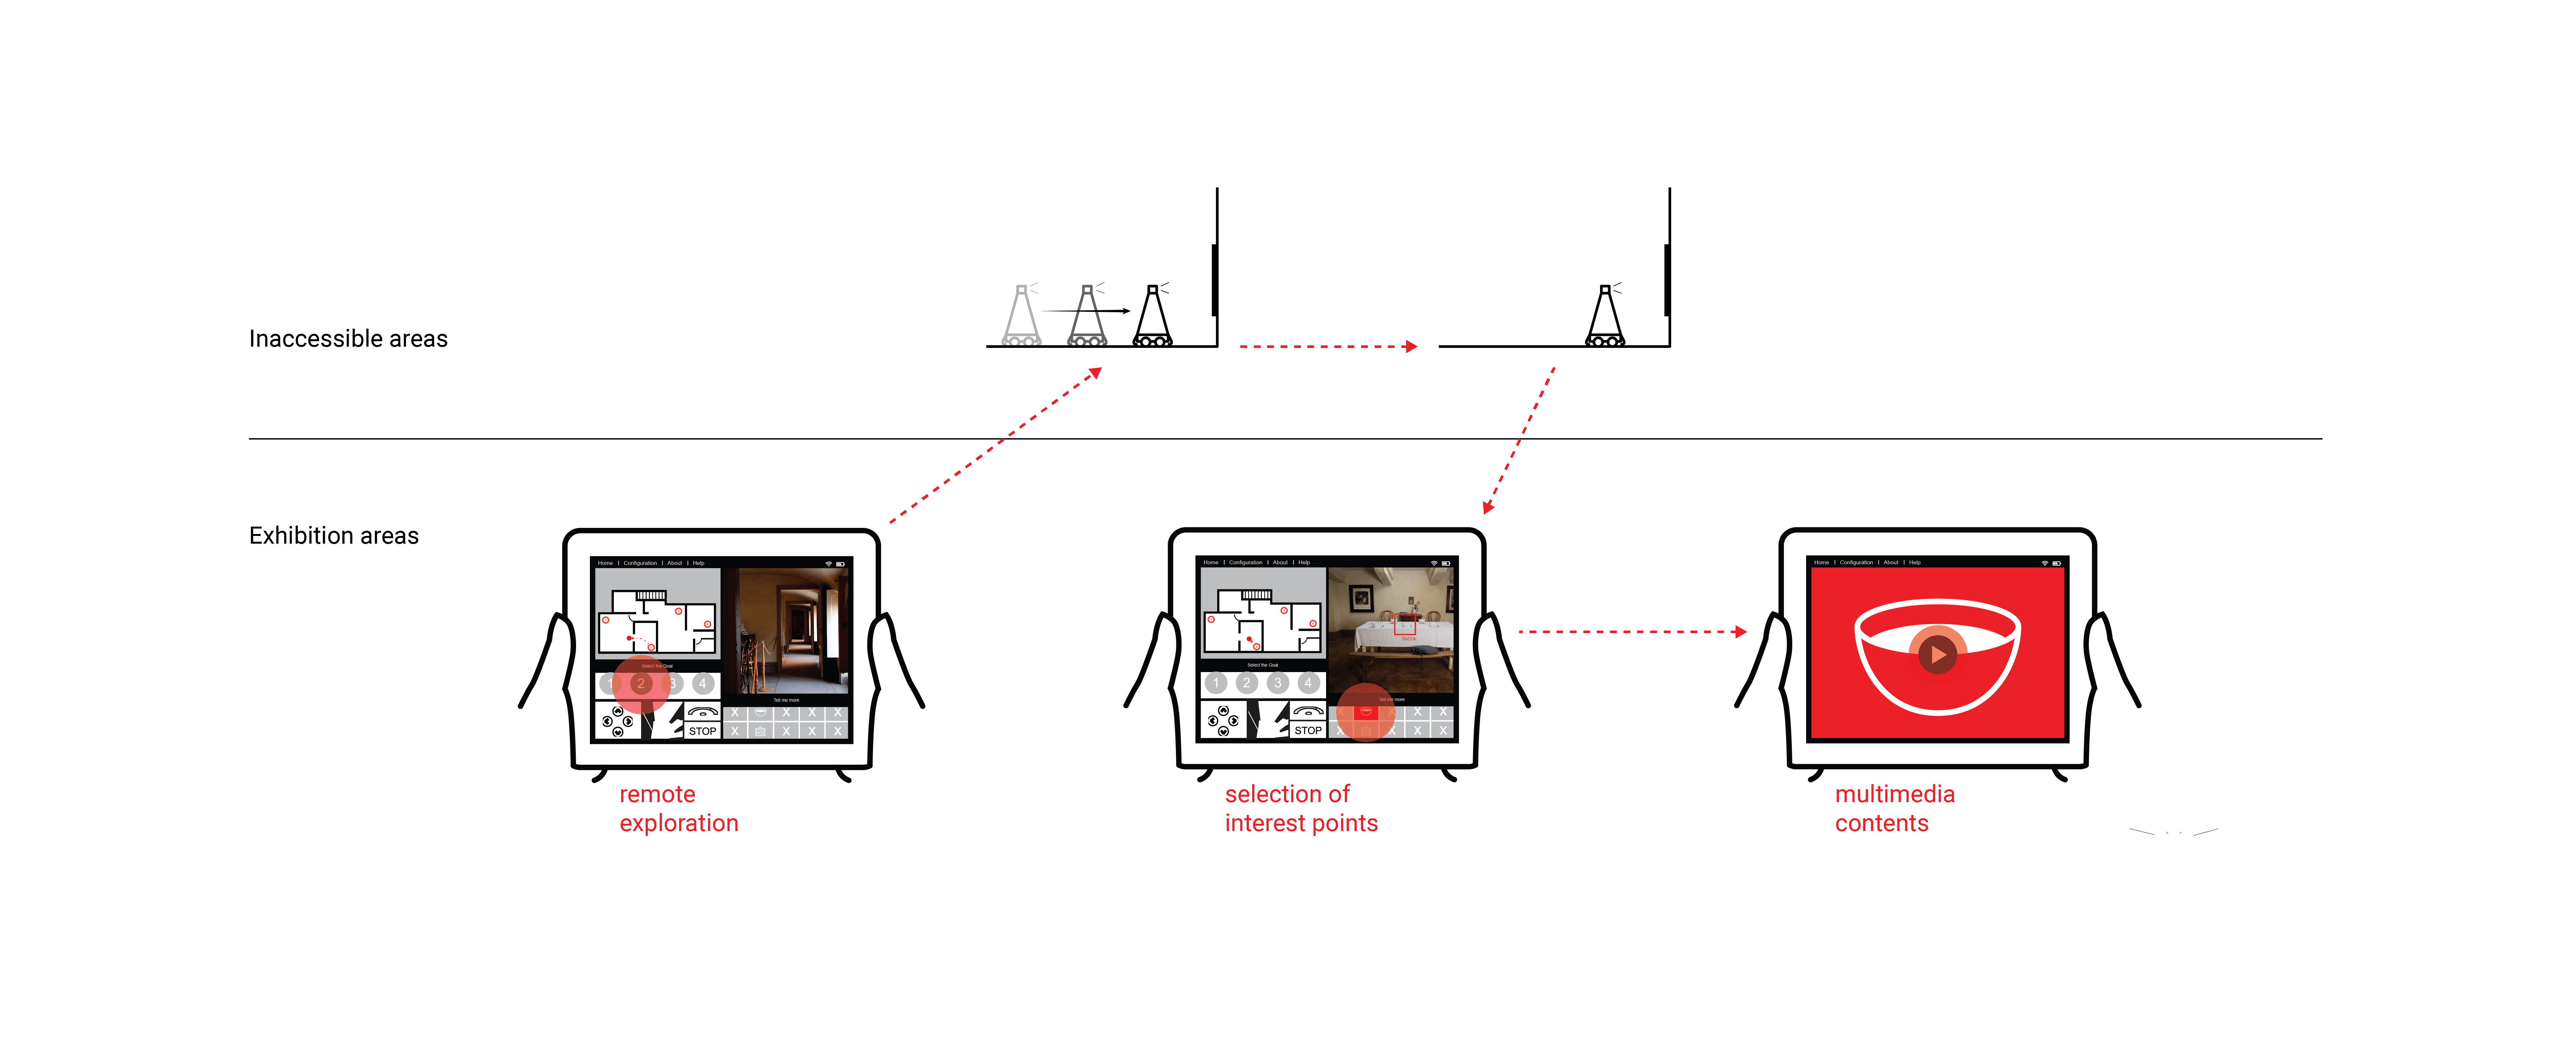 Inaccessible areas
Exhibition areas
Home | Configuration | About | Help
Select the Goal
1 2 3 4
STOP
Tell me more
X X X X
X X X X
remote
exploration
Home | Configuration | About | Help
Select the Goal
1 2 3 4
STOP
tazza
Tell me more
X X X X
X X X X
selection of
interest points
Home | Configuration | About | Help
multimedia
contents